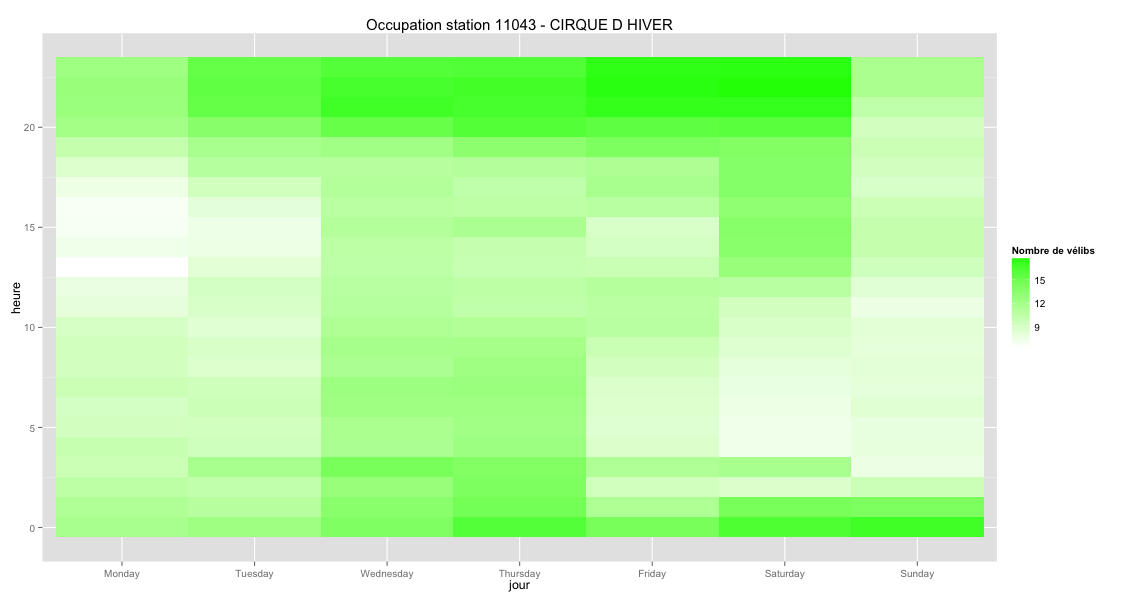 Occupation station 11043 - CIRQUE D HIVER
heure
20
15
10
5
0
Monday Tuesday Wednesday Thursday Friday Saturday Sunday
jour
Nombre de vélibs
15
12
9